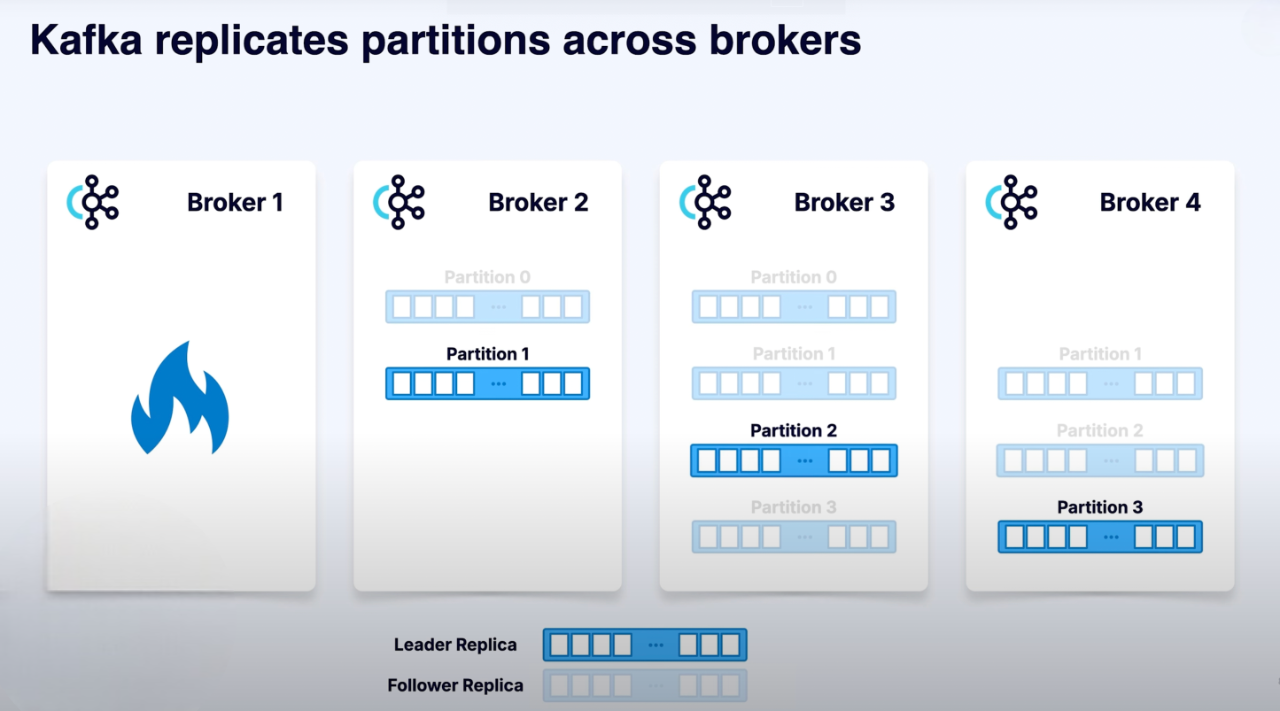 Kafka replicates partitions across brokers
Broker 1
Broker 2
Partition 0
Partition 1
Broker 3
Partition 0
Partition 1
Partition 2
Partition 3
Broker 4
Partition 1
Partition 2
Partition 3
Leader Replica
Follower Replica